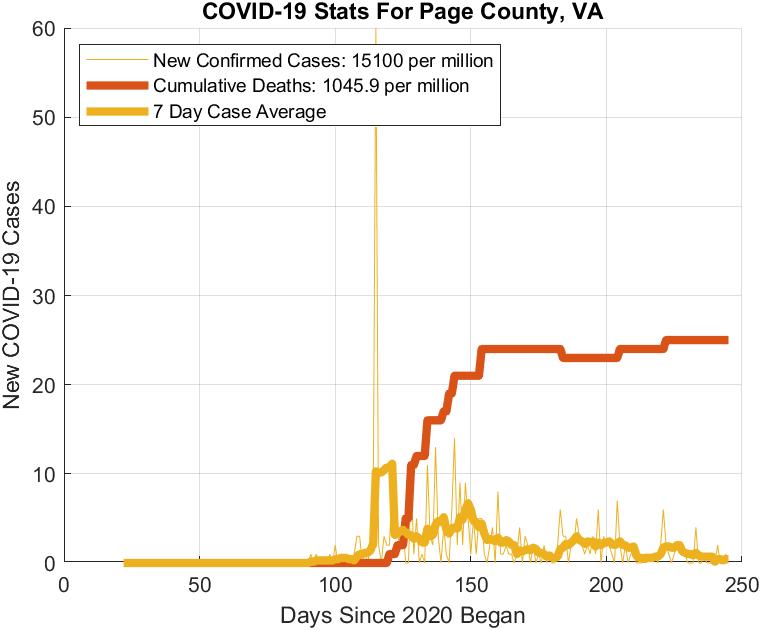 COVID-19 Stats For Page County, VA
New Confirmed Cases: 15100 per million
Cumulative Deaths: 1045.9 per million
7 Day Case Average
New COVID-19 Cases
60
50
40
30
20
10
0
0 50 100 150 200 250
Days Since 2020 Began